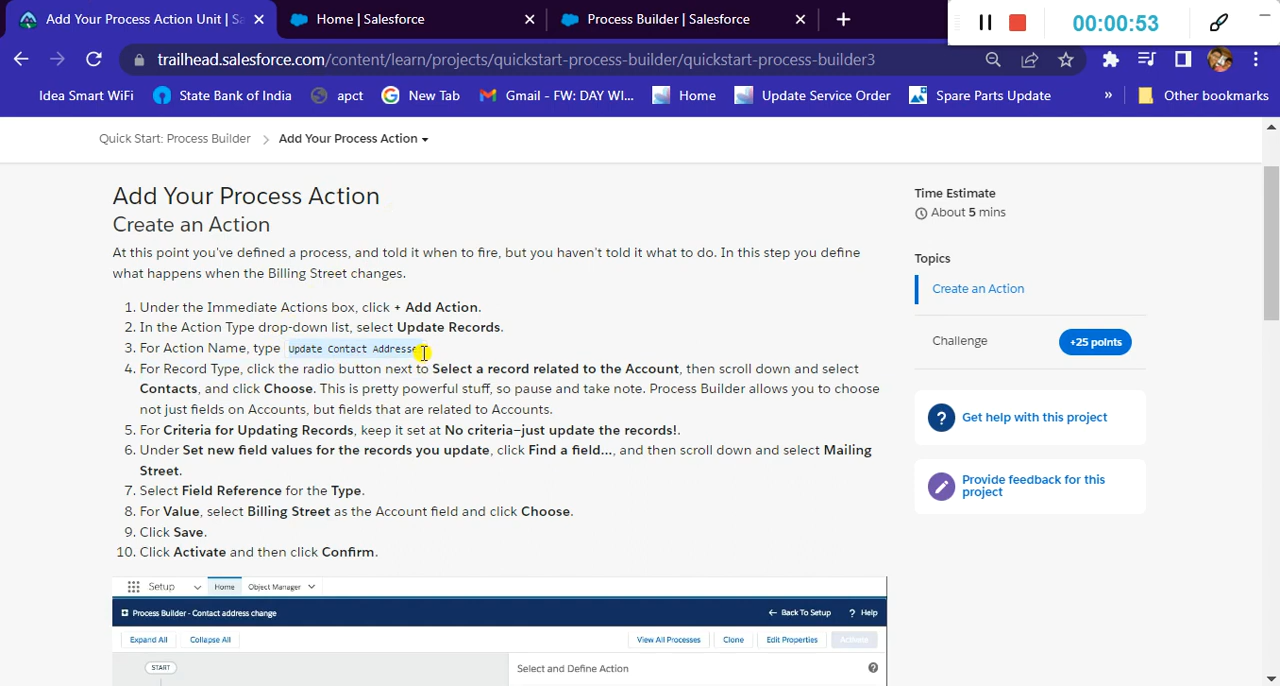 Add Your Process Action Unit | Sa
Home | Salesforce
Process Builder | Salesforce
00:00:53
trailhead.salesforce.com/content/learn/projects/quickstart-process-builder/quickstart-process-builder3
Idea Smart WiFi
State Bank of India
apct
New Tab
Gmail - FW: DAY WI...
Home
Update Service Order
Spare Parts Update
»
Other bookmarks
Quick Start: Process Builder > Add Your Process Action
Add Your Process Action
Create an Action
At this point you've defined a process, and told it when to fire, but you haven't told it what to do. In this step you define
what happens when the Billing Street changes.
1. Under the Immediate Actions box, click + Add Action.
2. In the Action Type drop-down list, select Update Records.
3. For Action Name, type Update Contact Addresse
4. For Record Type, click the radio button next to Select a record related to the Account, then scroll down and select
Contacts, and click Choose. This is pretty powerful stuff, so pause and take note. Process Builder allows you to choose
not just fields on Accounts, but fields that are related to Accounts.
5. For Criteria for Updating Records, keep it set at No criteria—just update the records!.
6. Under Set new field values for the records you update, click Find a field..., and then scroll down and select Mailing
Street.
7. Select Field Reference for the Type.
8. For Value, select Billing Street as the Account field and click Choose.
9. Click Save.
10. Click Activate and then click Confirm.
Time Estimate
About 5 mins
Topics
Create an Action
Challenge
+25 points
Get help with this project
Provide feedback for this
project
Setup
Home
Object Manager
Process Builder - Contact address change
← Back To Setup
? Help
Expand All
Collapse All
View All Processes
Clone
Edit Properties
Activate
START
Select and Define Action
?